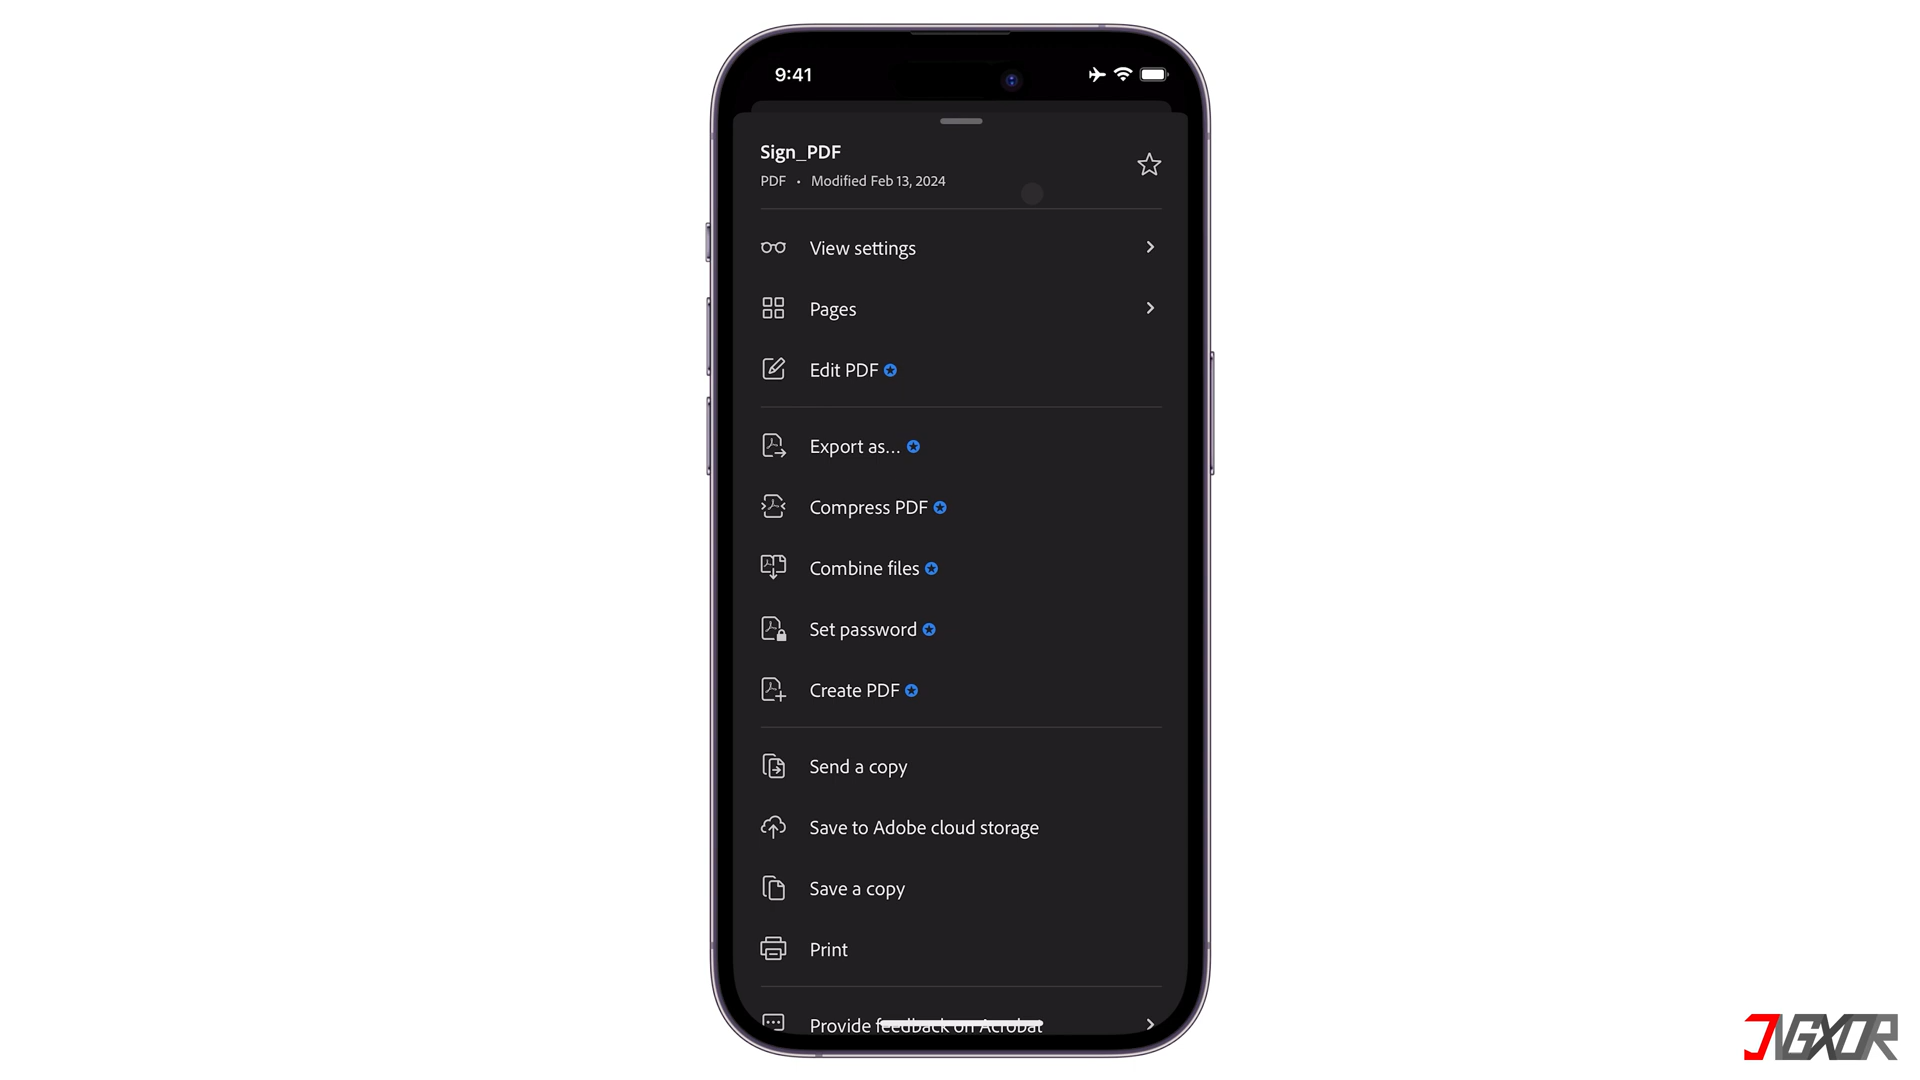 9:41
Sign_PDF
PDF • Modified Feb 13, 2024
View settings
Pages
Edit PDF
Export as...
Compress PDF
Combine files
Set password
Create PDF
Send a copy
Save to Adobe cloud storage
Save a copy
Print
Provide feedback on Acrobat
JVGXOR